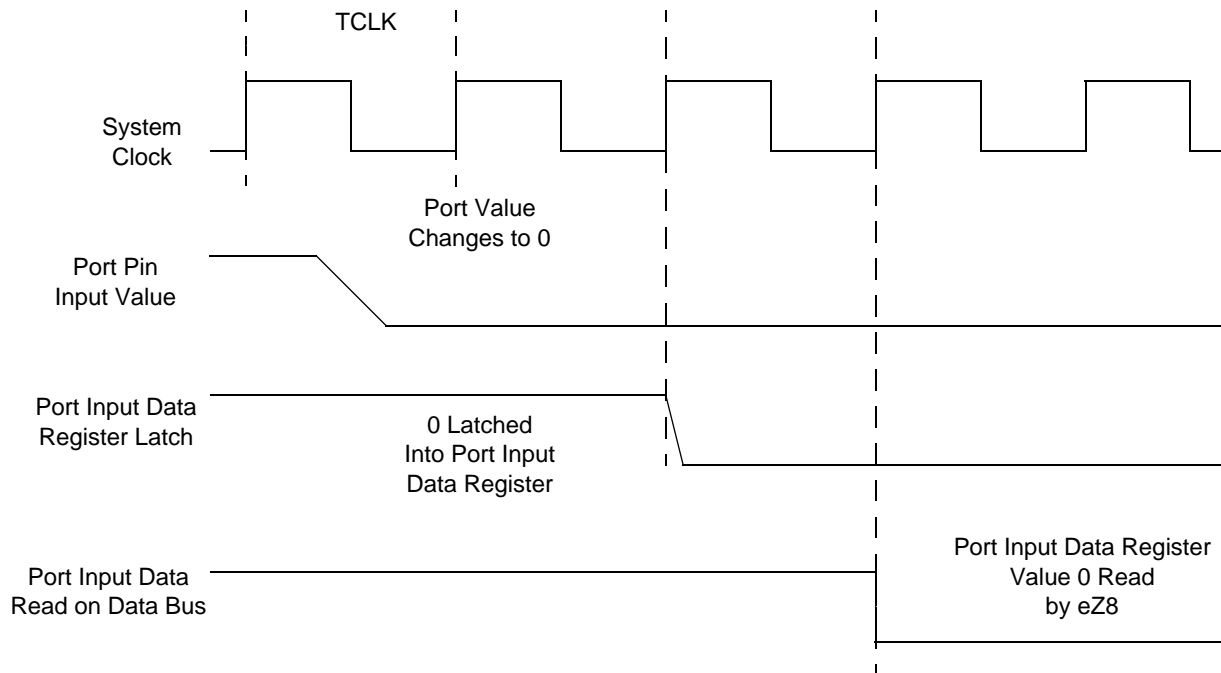 TCLK
System
Clock
Port Value
Changes to 0
Port Pin
Input Value
Port Input Data
Register Latch
0 Latched
Into Port Input
Data Register
Port Input Data
Read on Data Bus
Port Input Data Register
Value 0 Read
by eZ8